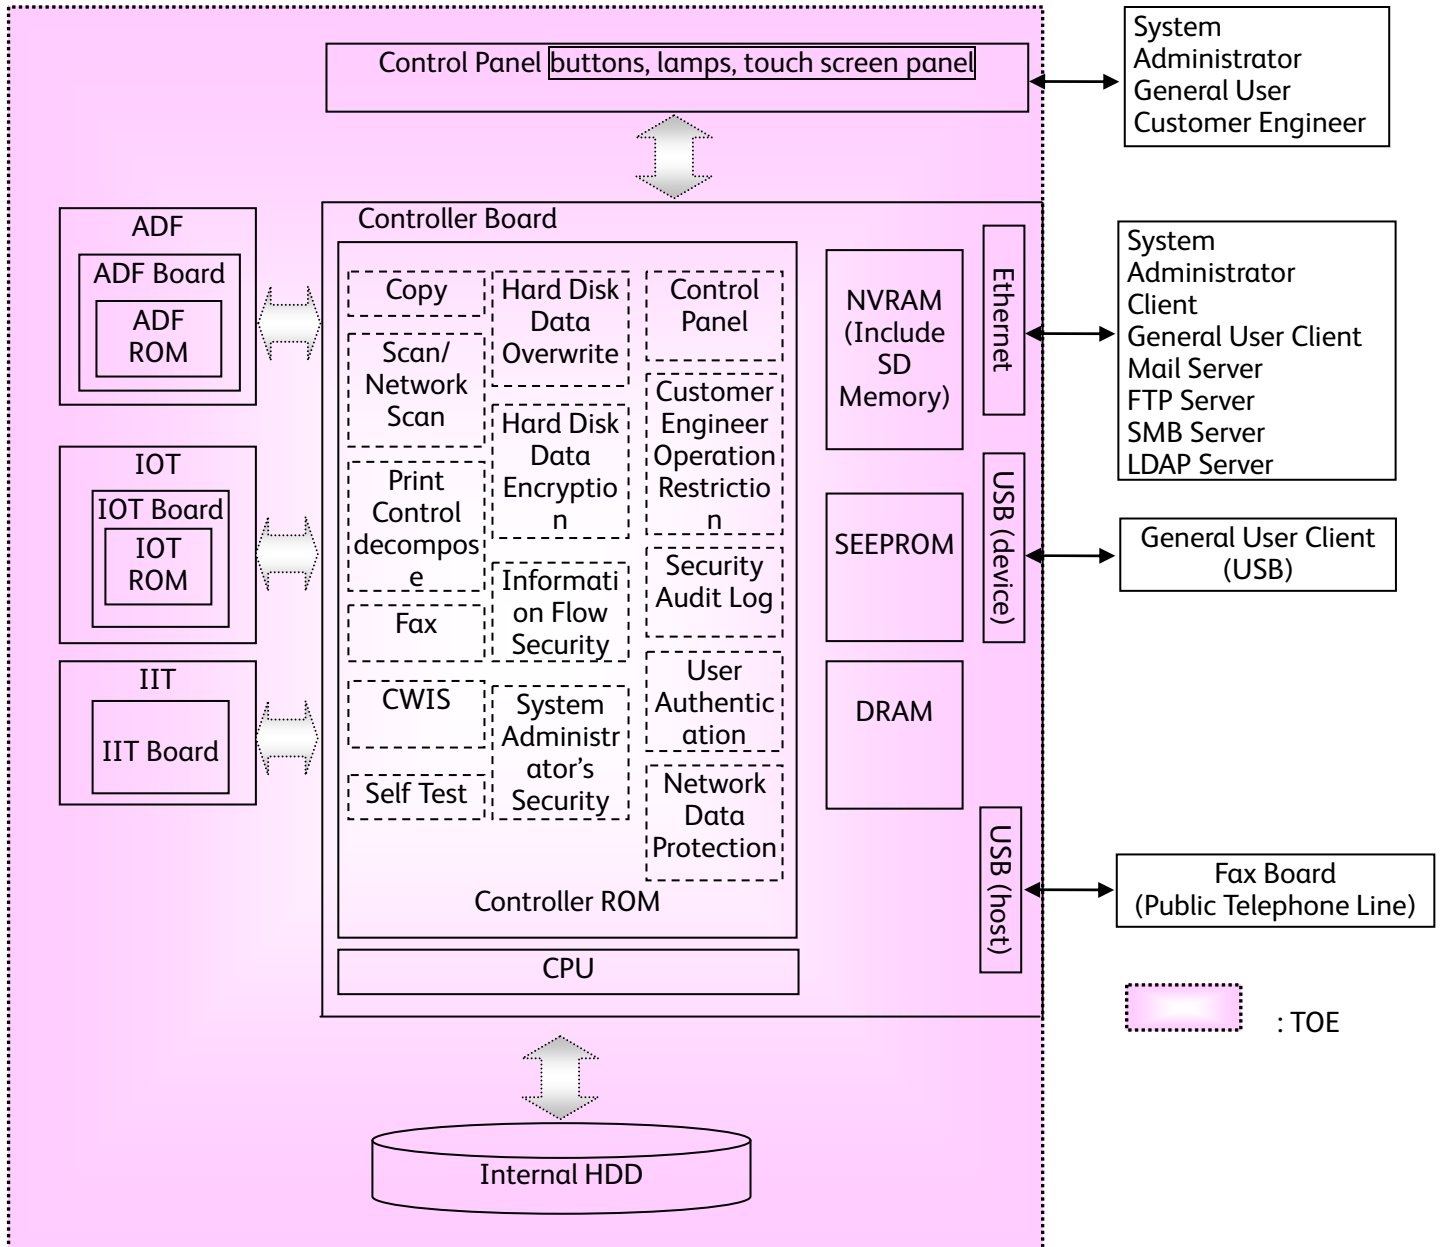 Control Panel buttons, lamps, touch screen panel
System
Administrator
General User
Customer Engineer
ADF
ADF Board
ADF
ROM
IOT
IOT Board
IOT
ROM
IIT
IIT Board
Controller Board
Copy
Scan/
Network
Scan
Print
Control
decompos
e
Fax
CWIS
Self Test
Hard Disk
Data
Overwrite
Hard Disk
Data
Encryptio
n
Informati
on Flow
Security
System
Administr
ator's
Security
Control
Panel
Customer
Engineer
Operation
Restrictio
n
Security
Audit Log
User
Authentic
ation
Network
Data
Protection
Controller ROM
CPU
NVRAM
(Include
SD
Memory)
SEEPROM
DRAM
Ethernet
USB (device)
USB (host)
System
Administrator
Client
General User Client
Mail Server
FTP Server
SMB Server
LDAP Server
General User Client
(USB)
Fax Board
(Public Telephone Line)
: TOE
Internal HDD